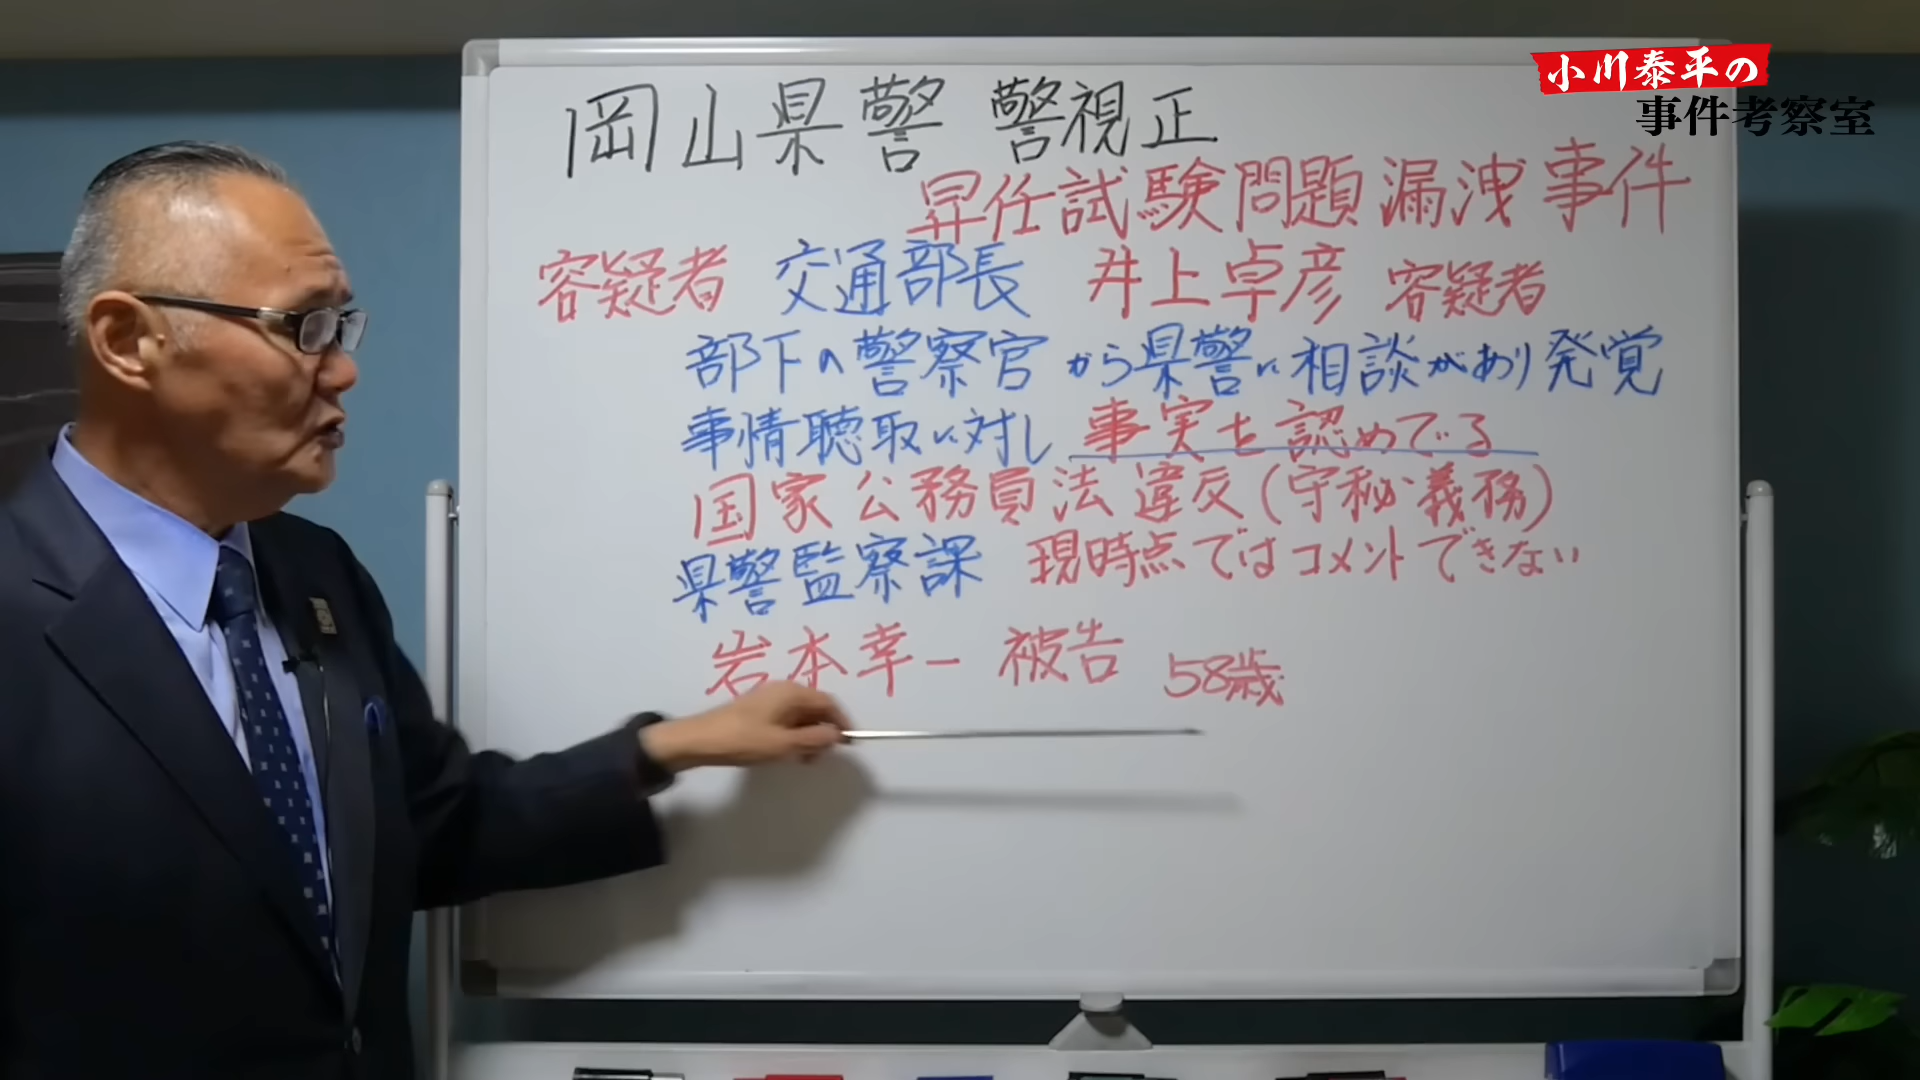 小川泰平の
事件考察室
岡山県警 警視正
昇任試験問題漏洩事件
容疑者 交通部長 井上卓彦 容疑者
部下の警察官から県警に相談があり発覚
事情聴取に対し 事実を認めてる
国家公務員法違反(守秘義務)
県警監察課 現時点ではコメントできない
岩本幸一 被告 58歳